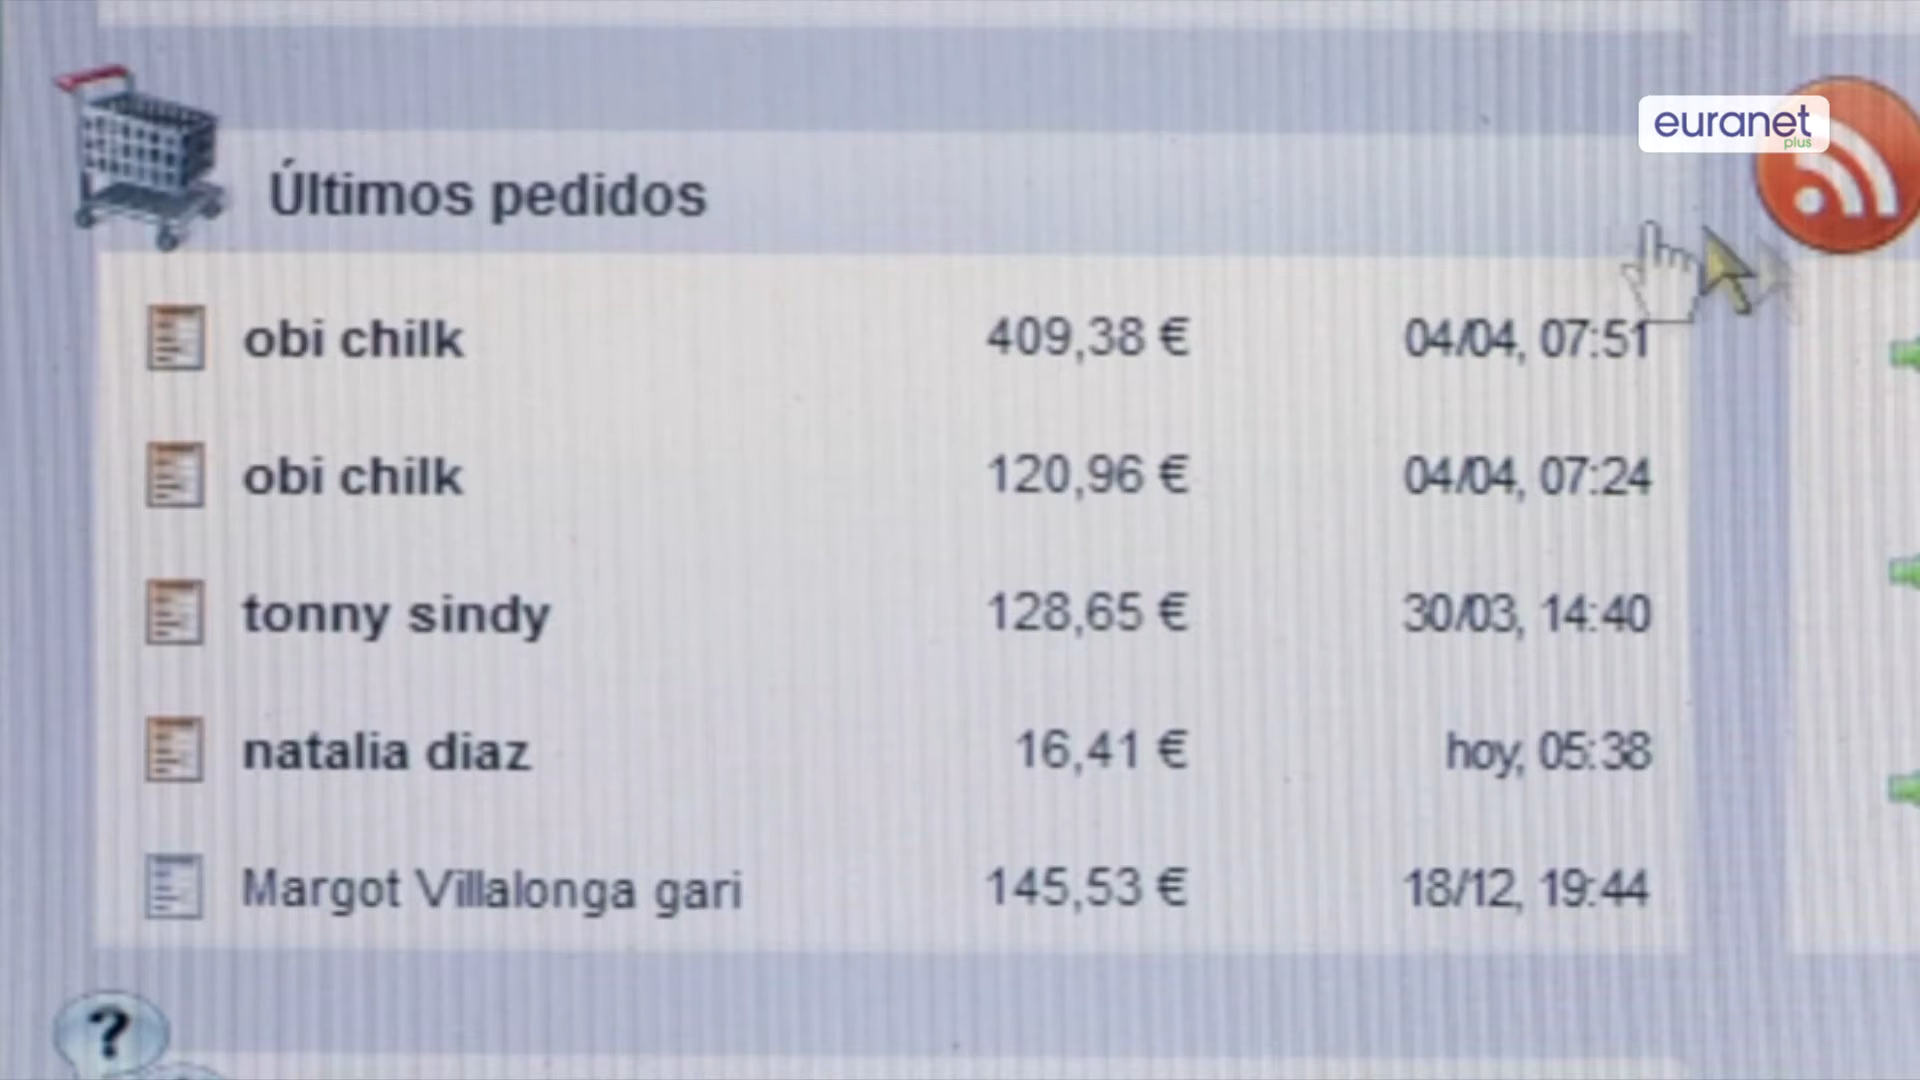 euranet
plus
Últimos pedidos
obi chilk 409,38 € 04/04, 07:51
obi chilk 120,96 € 04/04, 07:24
tonny sindy 128,65 € 30/03, 14:40
natalia diaz 16,41 € hoy, 05:38
Margot Villalonga gari 145,53 € 18/12, 19:44
?